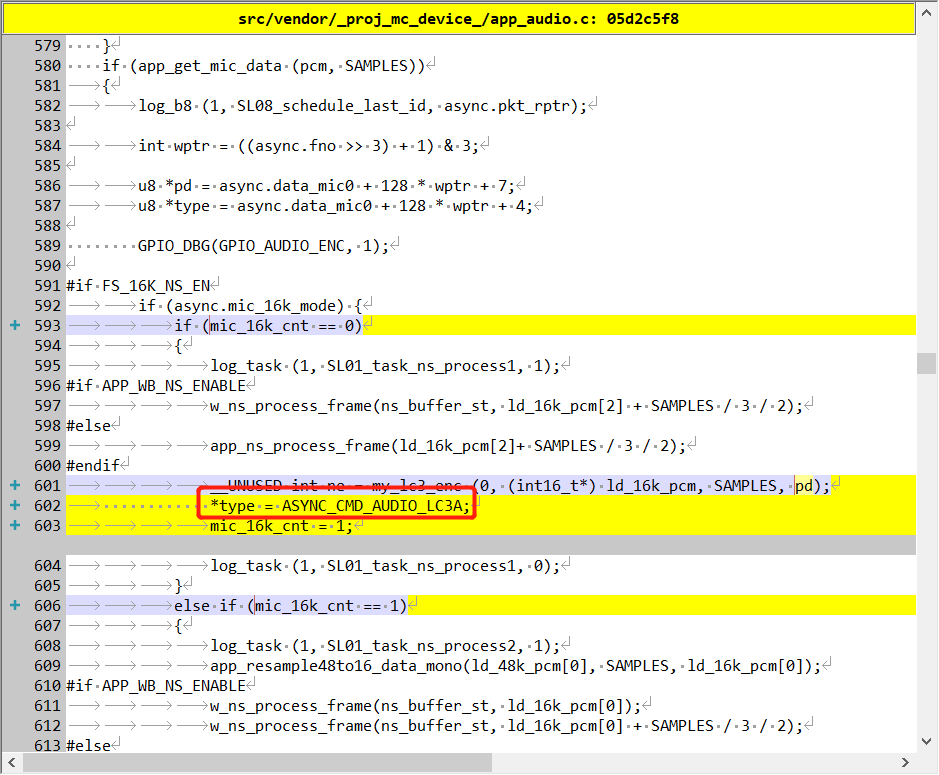 src/vendor/_proj_mc_device_/app_audio.c: 05d2c5f8
579 }
580 if (app_get_mic_data (pcm, SAMPLES))
581 {
582 log_b8 (1, SL08_schedule_last_id, async.pkt_rptr);
583
584 int wptr = ((async.fno >> 3) + 1) & 3;
585
586 u8 *pd = async.data_mic0 + 128 * wptr + 7;
587 u8 *type = async.data_mic0 + 128 * wptr + 4;
588
589 GPIO_DBG(GPIO_AUDIO_ENC, 1);
590
591 #if FS_16K_NS_EN
592 if (async.mic_16k_mode) {
593 if (mic_16k_cnt == 0)
594 {
595 log_task (1, SL01_task_ns_process1, 1);
596 #if APP_WB_NS_ENABLE
597 w_ns_process_frame(ns_buffer_st, ld_16k_pcm[2] + SAMPLES / 3 / 2);
598 #else
599 app_ns_process_frame(ld_16k_pcm[2]+ SAMPLES / 3 / 2);
600 #endif
601 __UNUSED int ne = my_lc3_enc (0, (int16_t*) ld_16k_pcm, SAMPLES, pd);
602 *type = ASYNC_CMD_AUDIO_LC3A;
603 mic_16k_cnt = 1;
604 log_task (1, SL01_task_ns_process1, 0);
605 }
606 else if (mic_16k_cnt == 1)
607 {
608 log_task (1, SL01_task_ns_process2, 1);
609 app_resample48to16_data_mono(ld_48k_pcm[0], SAMPLES, ld_16k_pcm[0]);
610 #if APP_WB_NS_ENABLE
611 w_ns_process_frame(ns_buffer_st, ld_16k_pcm[0]);
612 w_ns_process_frame(ns_buffer_st, ld_16k_pcm[0] + SAMPLES / 3 / 2);
613 #else